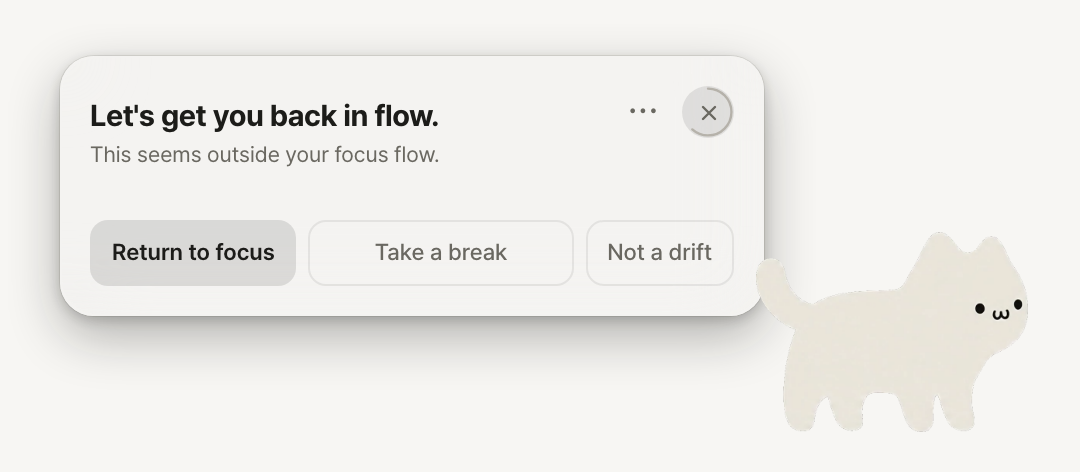 Let's get you back in flow.
This seems outside your focus flow.
Return to focus
Take a break
Not a drift